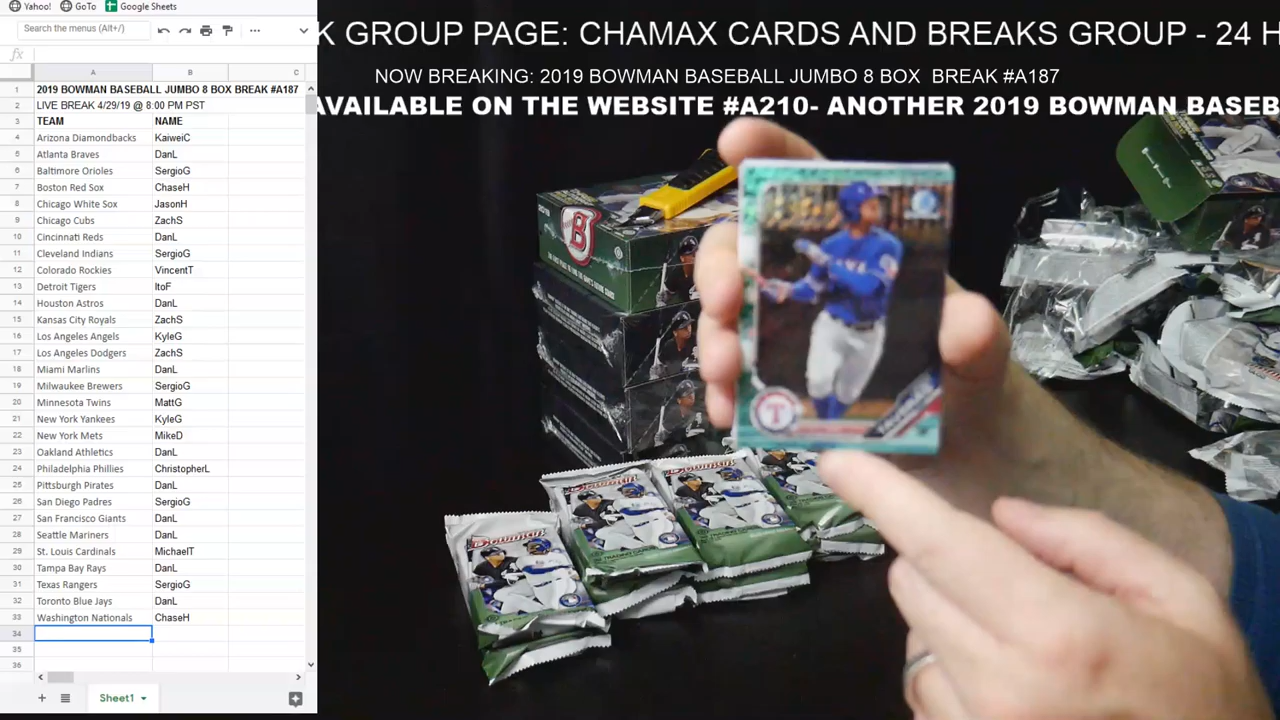 Yahoo! GoTo Google Sheets
Search the menus (Alt+/)
fx
A B C
1 2019 BOWMAN BASEBALL JUMBO 8 BOX BREAK #A187
2 LIVE BREAK 4/29/19 @ 8:00 PM PST
3 TEAM NAME
4 Arizona Diamondbacks KaiweiC
5 Atlanta Braves DanL
6 Baltimore Orioles SergioG
7 Boston Red Sox ChaseH
8 Chicago White Sox JasonH
9 Chicago Cubs ZachS
10 Cincinnati Reds DanL
11 Cleveland Indians SergioG
12 Colorado Rockies VincentT
13 Detroit Tigers ItoF
14 Houston Astros DanL
15 Kansas City Royals ZachS
16 Los Angeles Angels KyleG
17 Los Angeles Dodgers ZachS
18 Miami Marlins DanL
19 Milwaukee Brewers SergioG
20 Minnesota Twins MattG
21 New York Yankees KyleG
22 New York Mets MikeD
23 Oakland Athletics DanL
24 Philadelphia Phillies ChristopherL
25 Pittsburgh Pirates DanL
26 San Diego Padres SergioG
27 San Francisco Giants DanL
28 Seattle Mariners DanL
29 St. Louis Cardinals MichaelT
30 Tampa Bay Rays DanL
31 Texas Rangers SergioG
32 Toronto Blue Jays DanL
33 Washington Nationals ChaseH
34
35
36
Sheet1
K GROUP PAGE: CHAMAX CARDS AND BREAKS GROUP - 24 H
NOW BREAKING: 2019 BOWMAN BASEBALL JUMBO 8 BOX BREAK #A187
AVAILABLE ON THE WEBSITE #A210- ANOTHER 2019 BOWMAN BASEB
B
T
Bowman
Bowman
Bowman